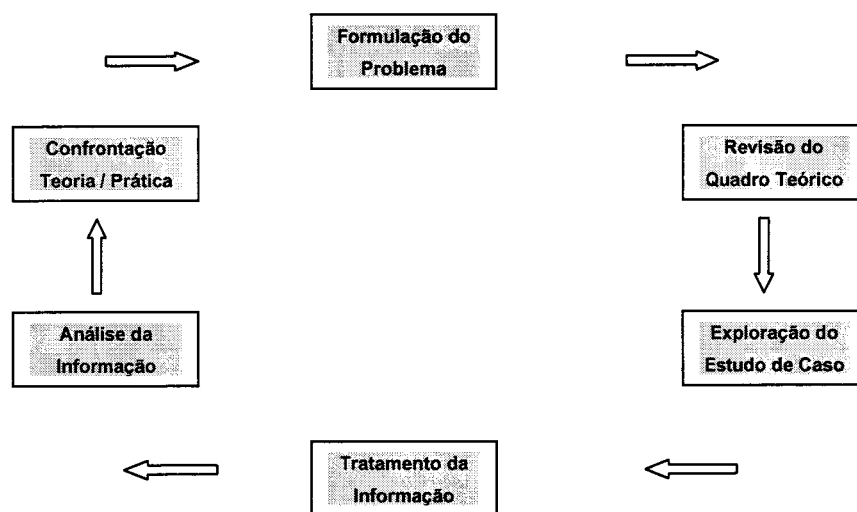 Formulação do
Problema
Confrontação
Teoria / Prática
Revisão do
Quadro Teórico
Análise da
Informação
Exploração do
Estudo de Caso
Tratamento da
Informação